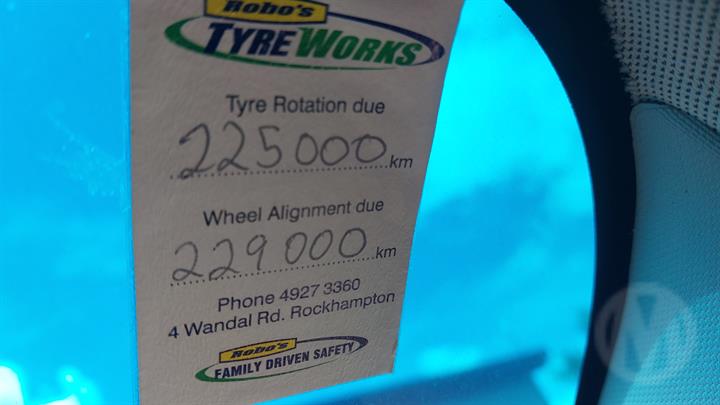 Robo's
TYREWORKS
Tyre Rotation due
225000 km
Wheel Alignment due
229000 km
Phone 4927 3360
4 Wandal Rd. Rockhampton
Robo's
FAMILY DRIVEN SAFETY
M